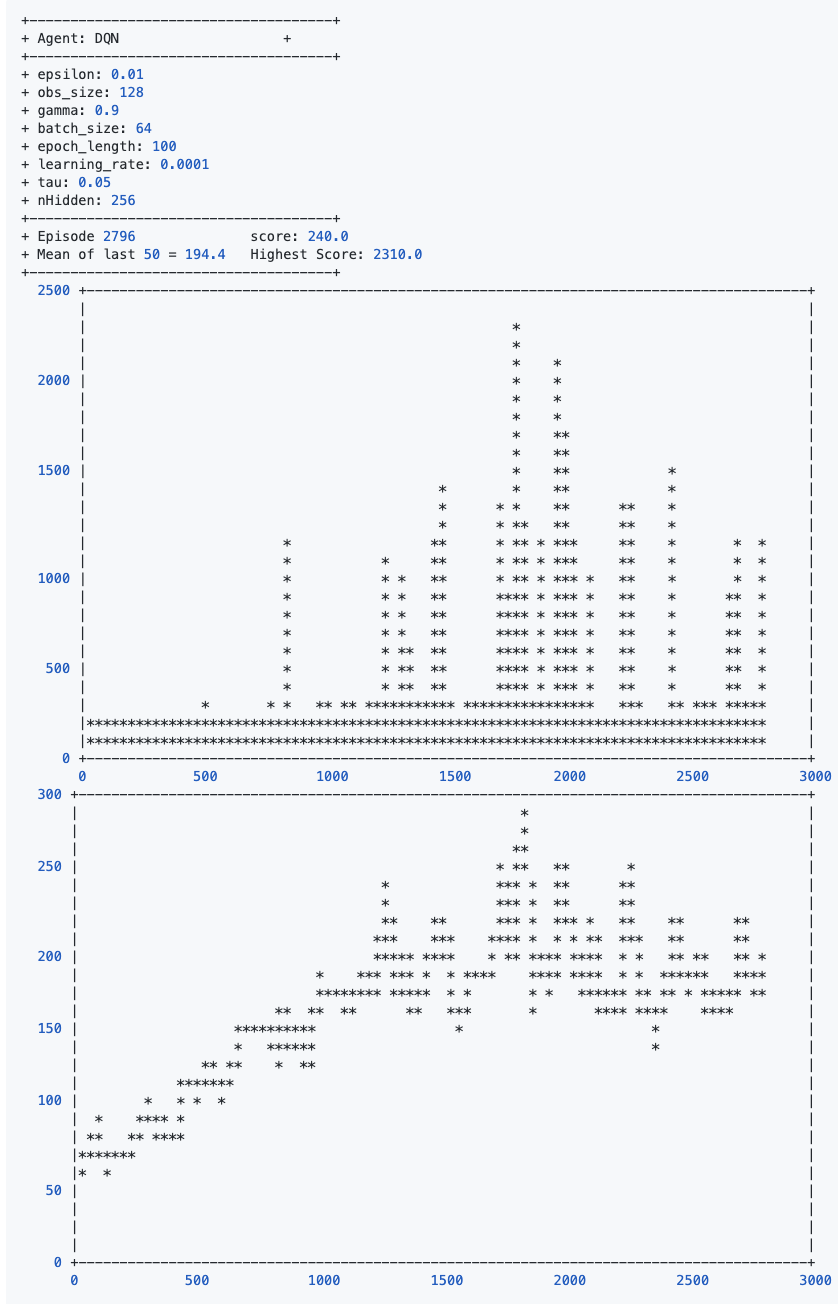 +--------------------------------------+
+ Agent: DQN                    +
+--------------------------------------+
+ epsilon: 0.01
+ obs_size: 128
+ gamma: 0.9
+ batch_size: 64
+ epoch_length: 100
+ learning_rate: 0.0001
+ tau: 0.05
+ nHidden: 256
+--------------------------------------+
+ Episode 2796              score: 240.0
+ Mean of last 50 = 194.4   Highest Score: 2310.0
+--------------------------------------+
2500
2000
1500
1000
500
0
0 500 1000 1500 2000 2500 3000
300
250
200
150
100
50
0
0 500 1000 1500 2000 2500 3000